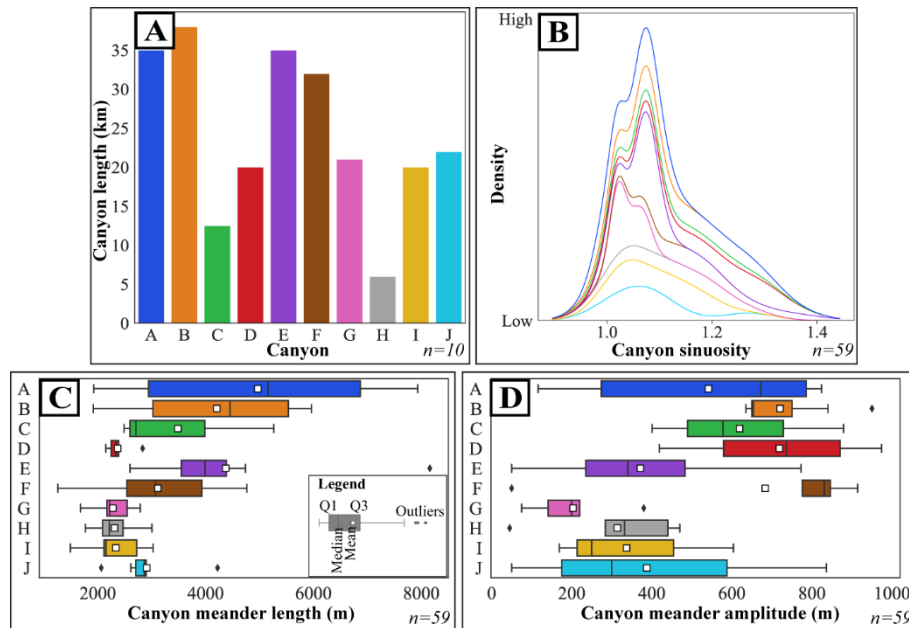 A
Canyon length (km)
35
30
25
20
15
10
5
0
A B C D E F G H I J
Canyon
n=10
B
High
Density
Low
1.0 1.2 1.4
Canyon sinuosity
n=59
C
A
B
C
D
E
F
G
H
I
J
Legend
Q1 Q3
Outliers
Median
Mean
2000 4000 6000 8000
Canyon meander length (m)
n=59
D
A
B
C
D
E
F
G
H
I
J
0 200 400 600 800 1000
Canyon meander amplitude (m)
n=59